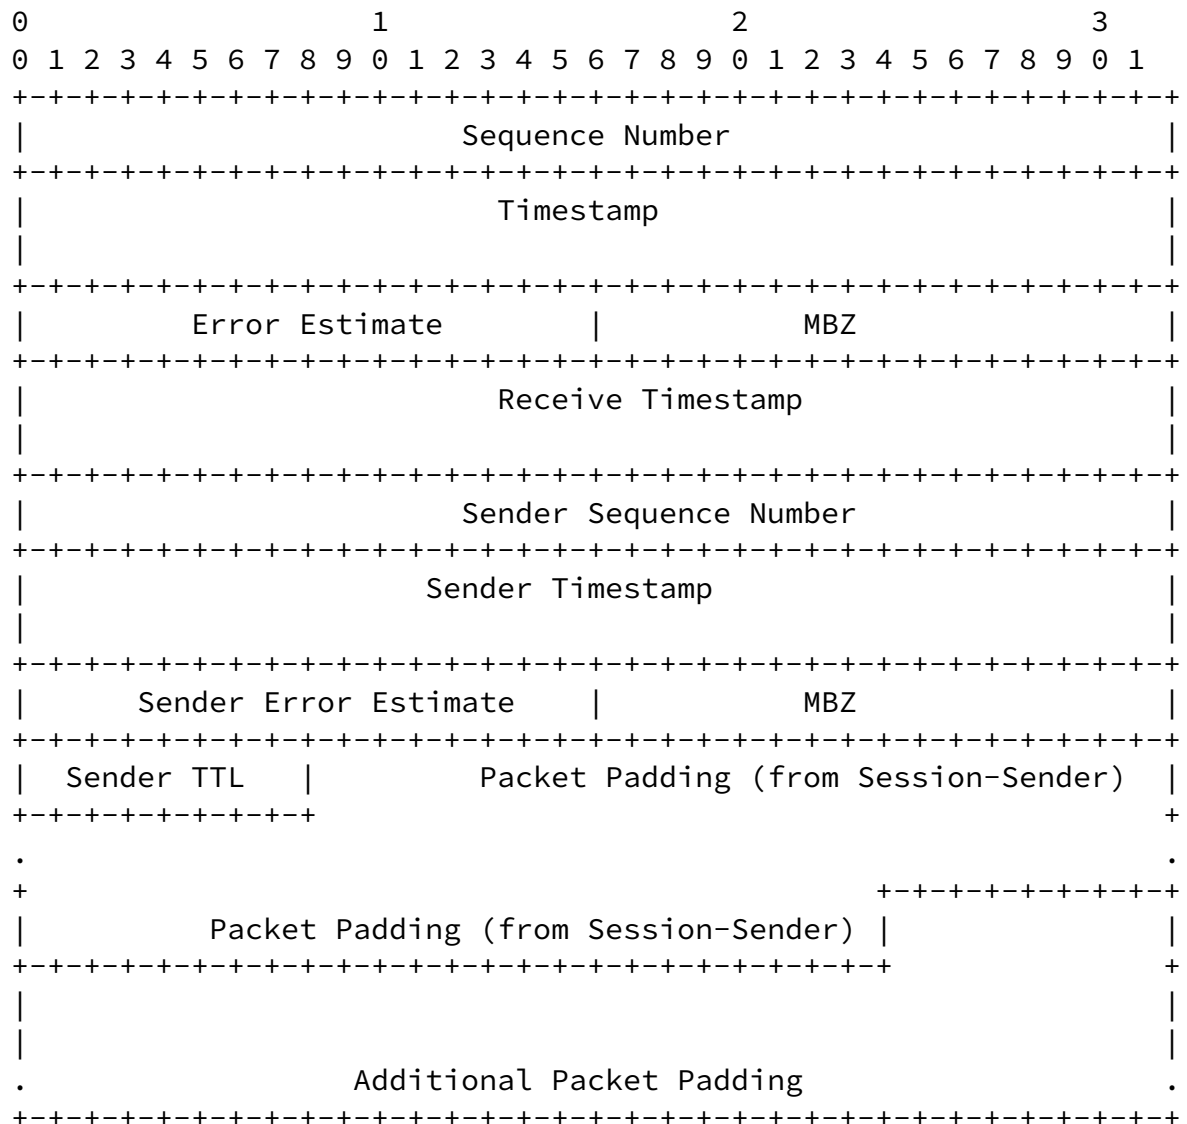 0                   1                   2                   3
0 1 2 3 4 5 6 7 8 9 0 1 2 3 4 5 6 7 8 9 0 1 2 3 4 5 6 7 8 9 0 1
+-+-+-+-+-+-+-+-+-+-+-+-+-+-+-+-+-+-+-+-+-+-+-+-+-+-+-+-+-+-+-+-+
|                        Sequence Number                        |
+-+-+-+-+-+-+-+-+-+-+-+-+-+-+-+-+-+-+-+-+-+-+-+-+-+-+-+-+-+-+-+-+
|                          Timestamp                            |
|                                                               |
+-+-+-+-+-+-+-+-+-+-+-+-+-+-+-+-+-+-+-+-+-+-+-+-+-+-+-+-+-+-+-+-+
|         Error Estimate        |           MBZ                 |
+-+-+-+-+-+-+-+-+-+-+-+-+-+-+-+-+-+-+-+-+-+-+-+-+-+-+-+-+-+-+-+-+
|                          Receive Timestamp                    |
|                                                               |
+-+-+-+-+-+-+-+-+-+-+-+-+-+-+-+-+-+-+-+-+-+-+-+-+-+-+-+-+-+-+-+-+
|                        Sender Sequence Number                 |
+-+-+-+-+-+-+-+-+-+-+-+-+-+-+-+-+-+-+-+-+-+-+-+-+-+-+-+-+-+-+-+-+
|                      Sender Timestamp                         |
|                                                               |
+-+-+-+-+-+-+-+-+-+-+-+-+-+-+-+-+-+-+-+-+-+-+-+-+-+-+-+-+-+-+-+-+
|      Sender Error Estimate    |           MBZ                 |
+-+-+-+-+-+-+-+-+-+-+-+-+-+-+-+-+-+-+-+-+-+-+-+-+-+-+-+-+-+-+-+-+
|  Sender TTL   |         Packet Padding (from Session-Sender)  |
+-+-+-+-+-+-+-+-+                                               +
.                                                               .
+                                               +-+-+-+-+-+-+-+-+
|          Packet Padding (from Session-Sender) |               |
+-+-+-+-+-+-+-+-+-+-+-+-+-+-+-+-+-+-+-+-+-+-+-+-+               +
|                                                               |
|                                                               |
.                  Additional Packet Padding                    .
+-+-+-+-+-+-+-+-+-+-+-+-+-+-+-+-+-+-+-+-+-+-+-+-+-+-+-+-+-+-+-+-+